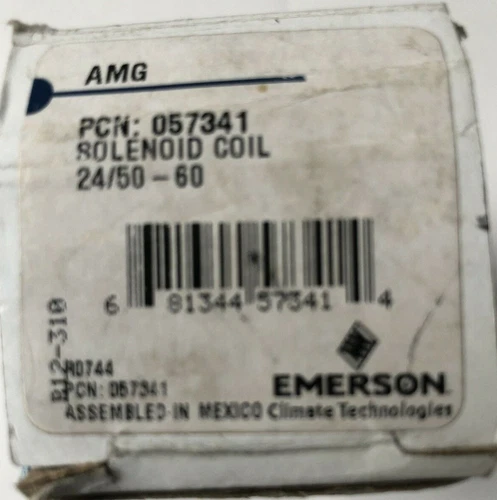 AMG
PCN: 057341
SOLENOID COIL
24/50 - 60
6 81344 57341 4
B12-310
R0744
PCN: 057341
EMERSON
ASSEMBLED IN MEXICO Climate Technologies